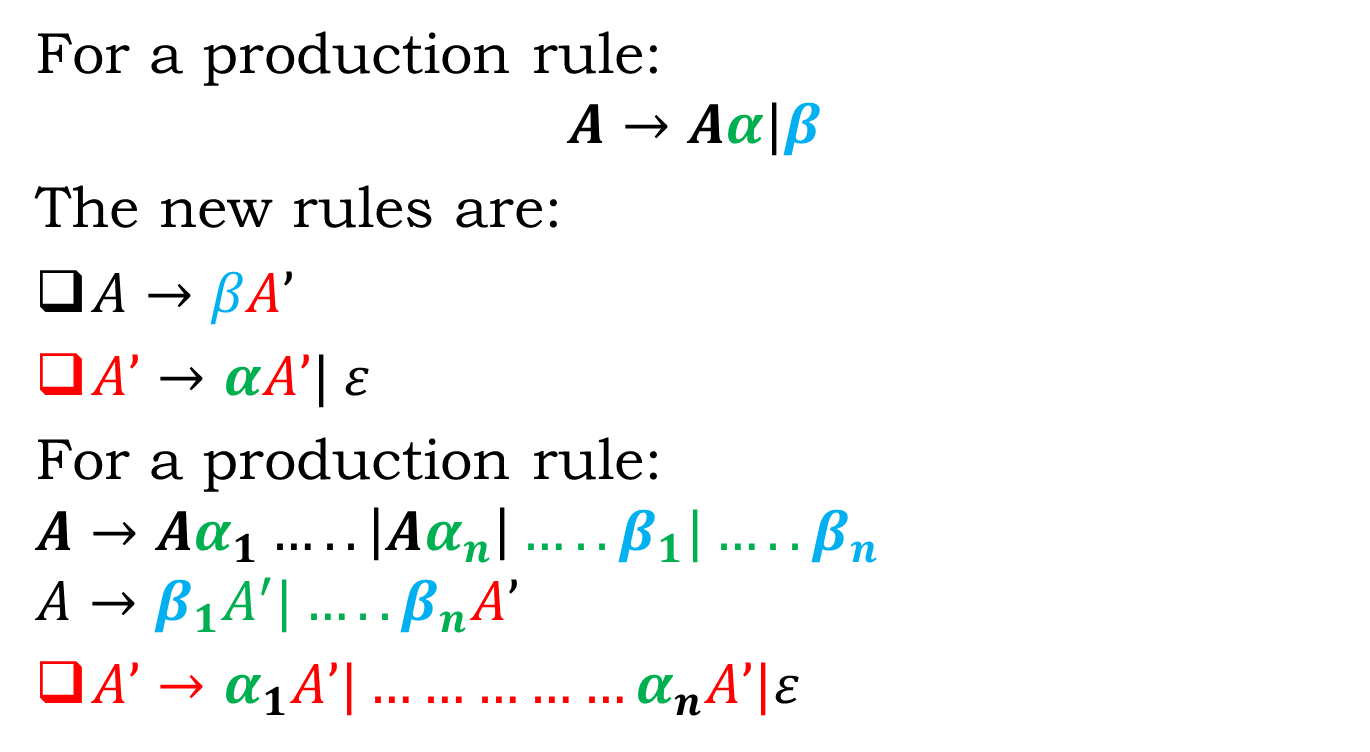 For a production rule:
A → Aα|β
The new rules are:
❑A → βA’
❑A’ → αA’| ε
For a production rule:
A → Aα₁ … . . |Aαₙ| … . . β₁| … . . βₙ
A → β₁A′| … . . βₙA’
❑A’ → α₁A’| … … … … … αₙA’|ε